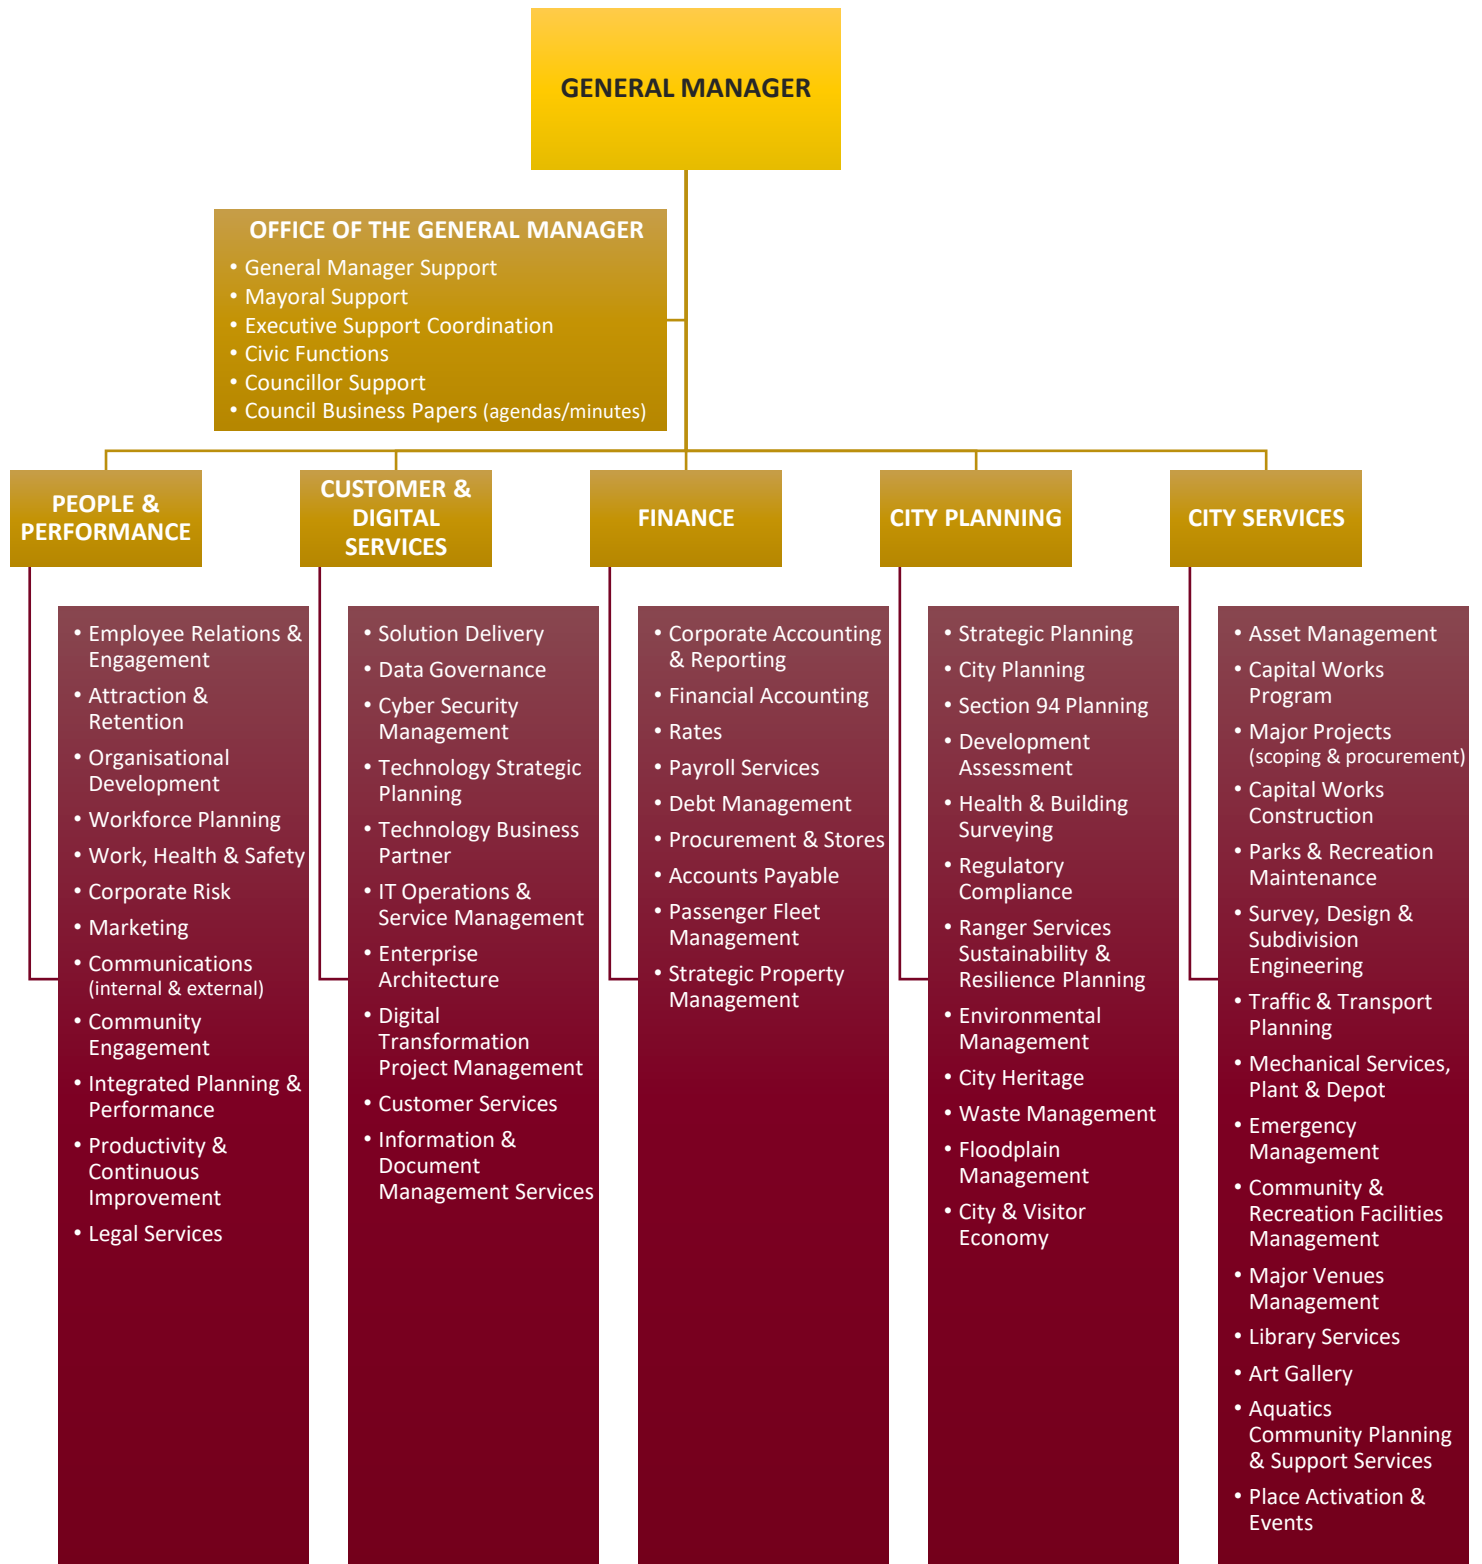 GENERAL MANAGER
OFFICE OF THE GENERAL MANAGER
• General Manager Support
• Mayoral Support
• Executive Support Coordination
• Civic Functions
• Councillor Support
• Council Business Papers (agendas/minutes)
PEOPLE &
PERFORMANCE
• Employee Relations &
Engagement
• Attraction &
Retention
• Organisational
Development
• Workforce Planning
• Work, Health & Safety
• Corporate Risk
• Marketing
• Communications
(internal & external)
• Community
Engagement
• Integrated Planning &
Performance
• Productivity &
Continuous
Improvement
• Legal Services
CUSTOMER &
DIGITAL
SERVICES
• Solution Delivery
• Data Governance
• Cyber Security
Management
• Technology Strategic
Planning
• Technology Business
Partner
• IT Operations &
Service Management
• Enterprise
Architecture
• Digital
Transformation
Project Management
• Customer Services
• Information &
Document
Management Services
FINANCE
• Corporate Accounting
& Reporting
• Financial Accounting
• Rates
• Payroll Services
• Debt Management
• Procurement & Stores
• Accounts Payable
• Passenger Fleet
Management
• Strategic Property
Management
CITY PLANNING
• Strategic Planning
• City Planning
• Section 94 Planning
• Development
Assessment
• Health & Building
Surveying
• Regulatory
Compliance
• Ranger Services
Sustainability &
Resilience Planning
• Environmental
Management
• City Heritage
• Waste Management
• Floodplain
Management
• City & Visitor
Economy
CITY SERVICES
• Asset Management
• Capital Works
Program
• Major Projects
(scoping & procurement)
• Capital Works
Construction
• Parks & Recreation
Maintenance
• Survey, Design &
Subdivision
Engineering
• Traffic & Transport
Planning
• Mechanical Services,
Plant & Depot
• Emergency
Management
• Community &
Recreation Facilities
Management
• Major Venues
Management
• Library Services
• Art Gallery
• Aquatics
Community Planning
& Support Services
• Place Activation &
Events